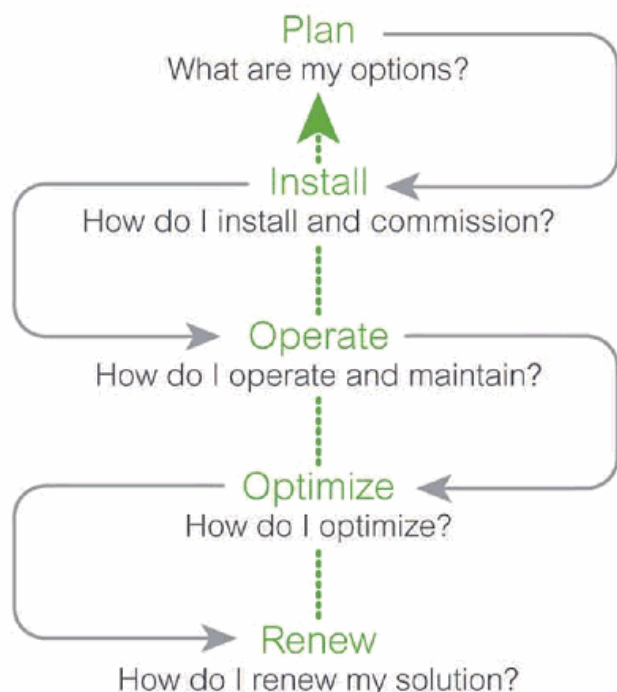 Plan
What are my options?
Install
How do I install and commission?
Operate
How do I operate and maintain?
Optimize
How do I optimize?
Renew
How do I renew my solution?